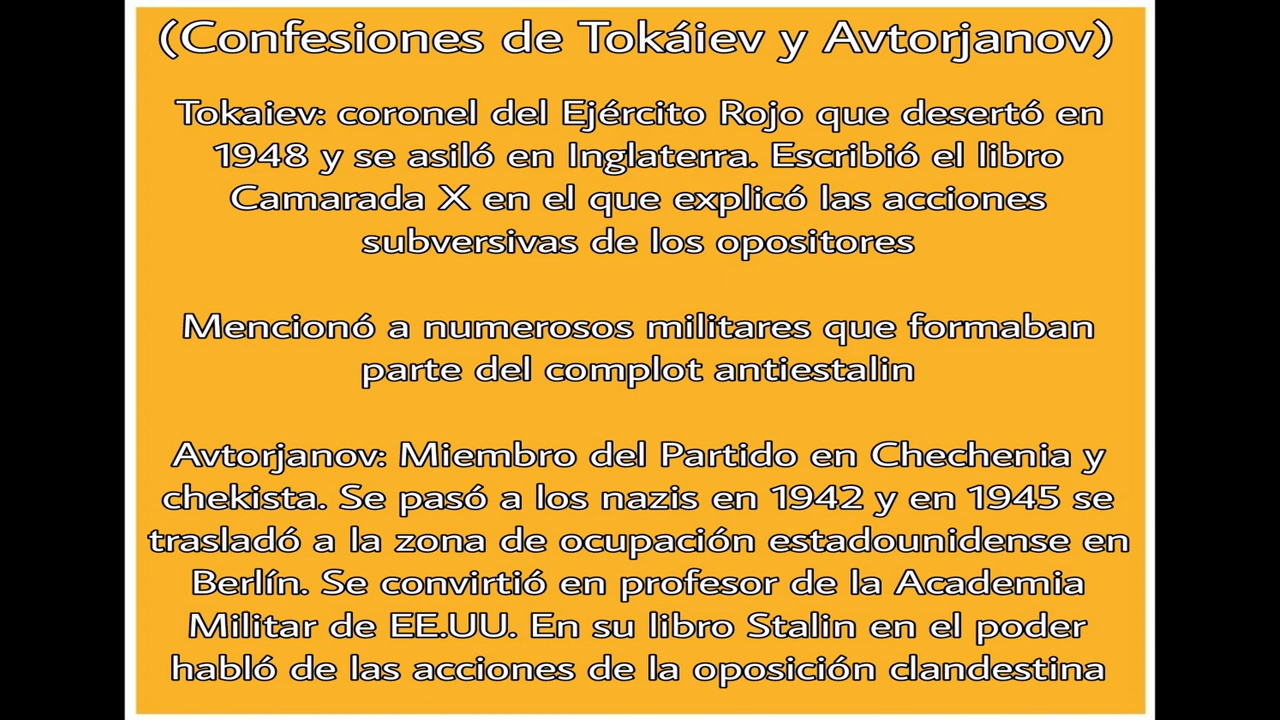 (Confesiones de Tokáiev y Avtorjanov)
Tokaiev: coronel del Ejército Rojo que desertó en
1948 y se asiló en Inglaterra. Escribió el libro
Camarada X en el que explicó las acciones
subversivas de los opositores
Mencionó a numerosos militares que formaban
parte del complot antiestalin
Avtorjanov: Miembro del Partido en Chechenia y
chekista. Se pasó a los nazis en 1942 y en 1945 se
trasladó a la zona de ocupación estadounidense en
Berlín. Se convirtió en profesor de la Academia
Militar de EE.UU. En su libro Stalin en el poder
habló de las acciones de la oposición clandestina